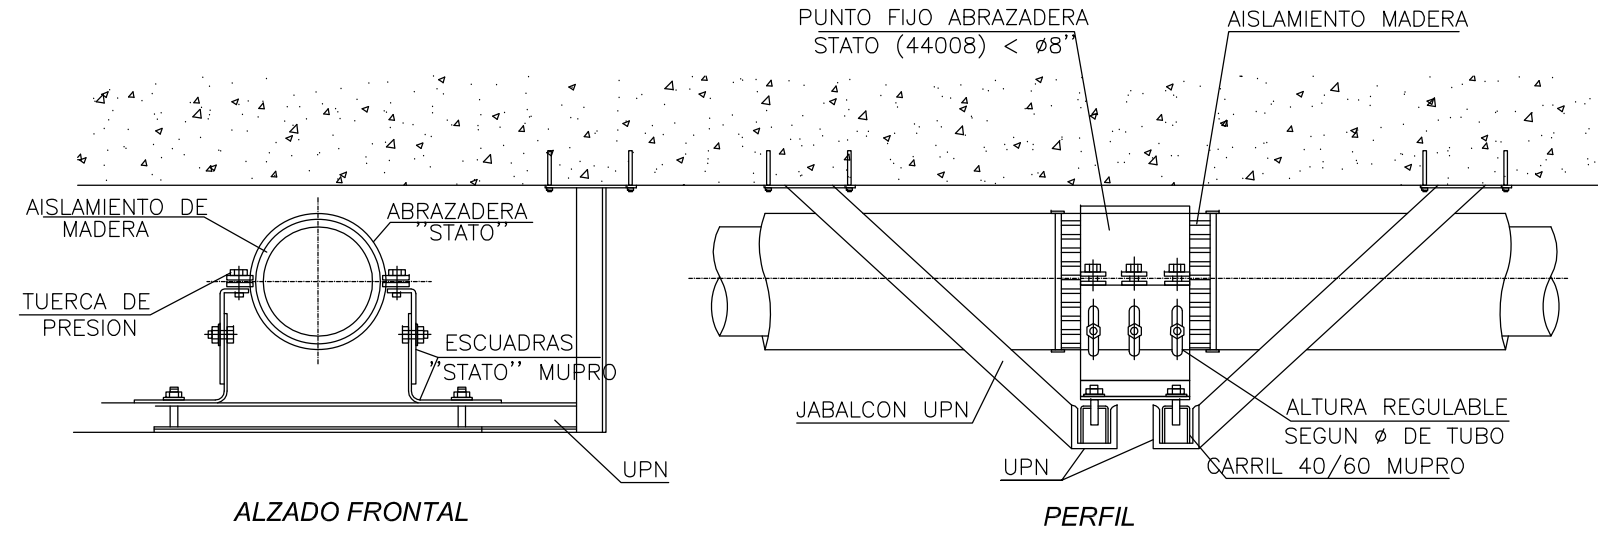 PUNTO FIJO ABRAZADERA
STATO (44008) < Ø8"
AISLAMIENTO MADERA
AISLAMIENTO DE
MADERA
ABRAZADERA
"STATO"
TUERCA DE
PRESION
ESCUADRAS
"STATO" MUPRO
UPN
ALZADO FRONTAL
JABALCON UPN
UPN
ALTURA REGULABLE
SEGUN Ø DE TUBO
CARRIL 40/60 MUPRO
PERFIL